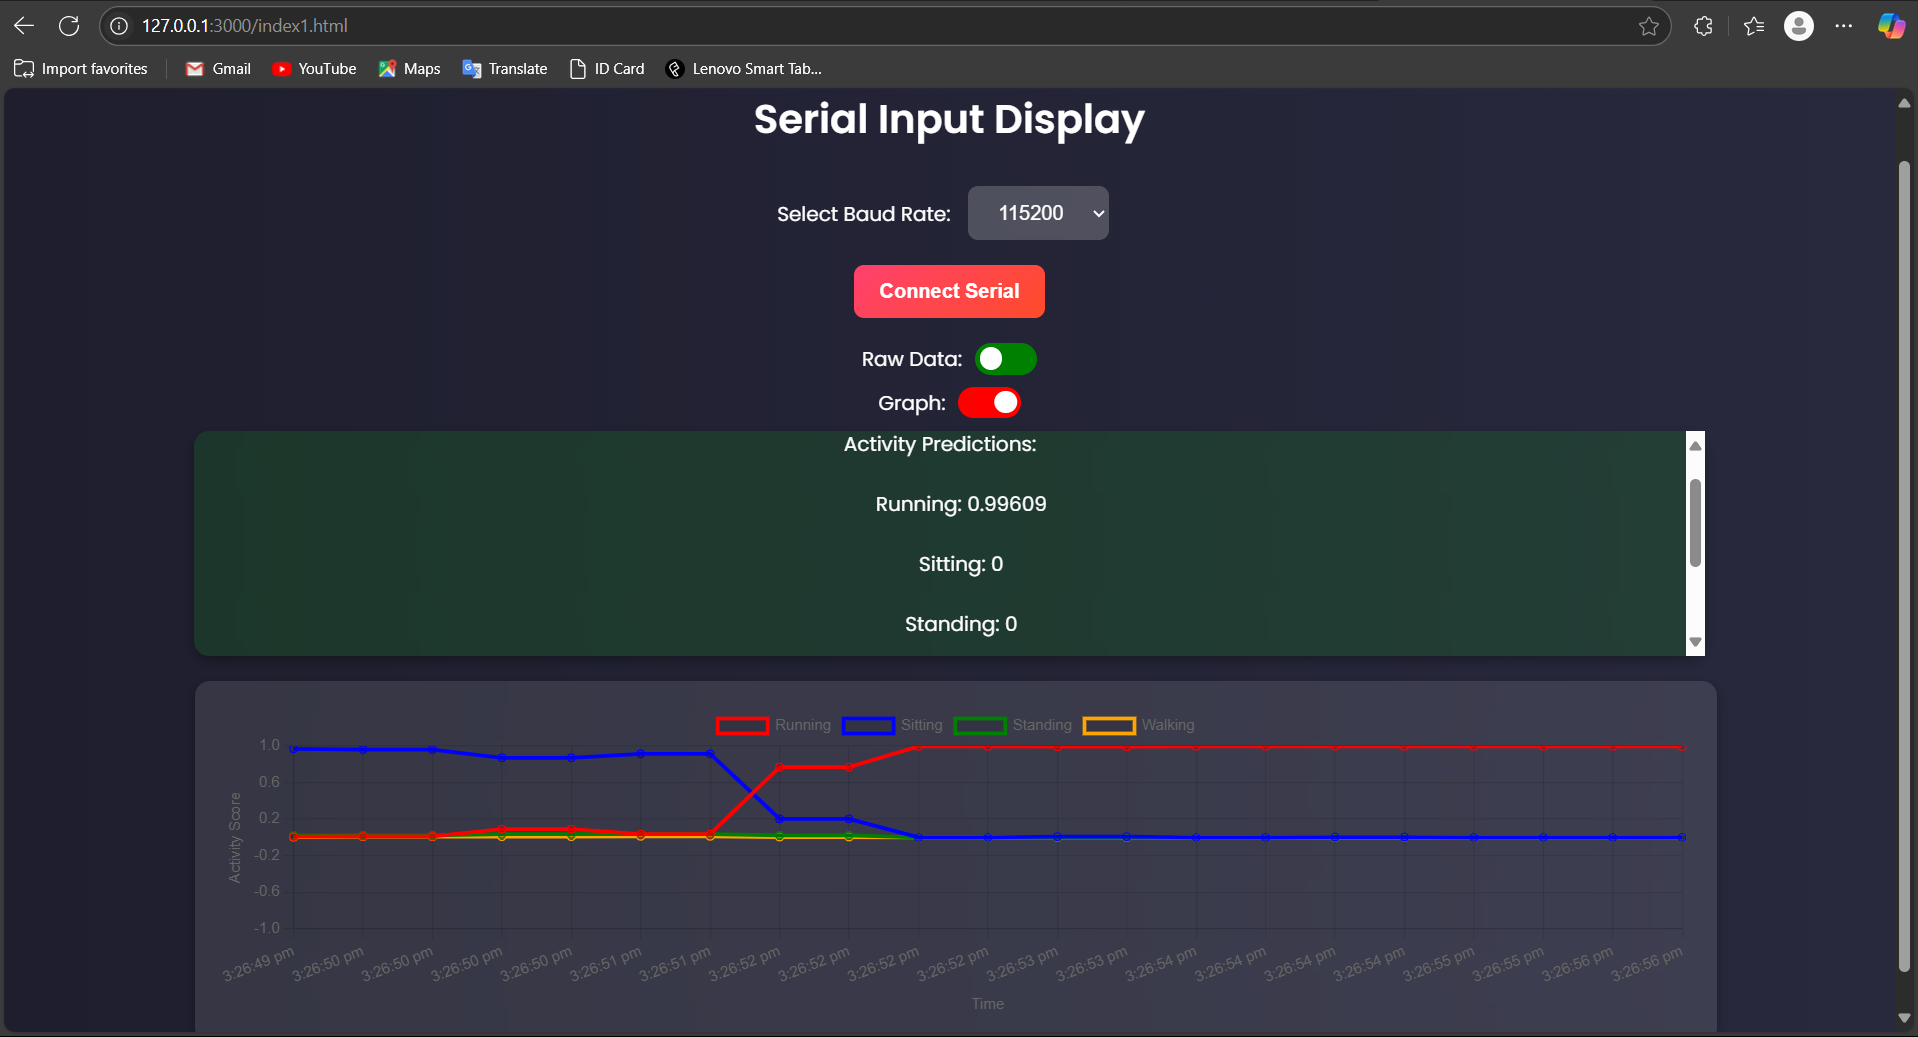 127.0.0.1:3000/index1.html
Import favorites Gmail YouTube Maps Translate ID Card Lenovo Smart Tab...
Serial Input Display
Select Baud Rate: 115200
Connect Serial
Raw Data:
Graph:
Activity Predictions:
Running: 0.99609
Sitting: 0
Standing: 0
Running Sitting Standing Walking
1.0
0.6
0.2
-0.2
-0.6
-1.0
Activity Score
3:26:49 pm 3:26:50 pm 3:26:50 pm 3:26:50 pm 3:26:50 pm 3:26:51 pm 3:26:51 pm 3:26:52 pm 3:26:52 pm 3:26:52 pm 3:26:52 pm 3:26:53 pm 3:26:53 pm 3:26:54 pm 3:26:54 pm 3:26:54 pm 3:26:54 pm 3:26:55 pm 3:26:55 pm 3:26:56 pm 3:26:56 pm
Time